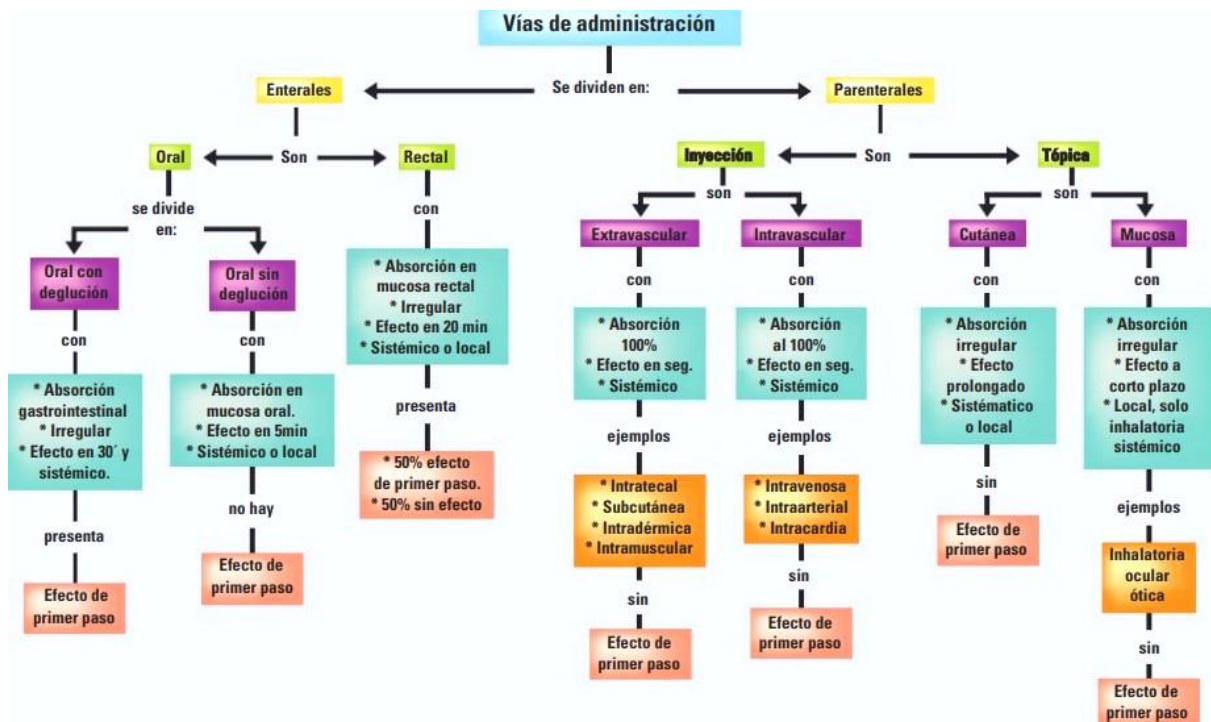 Vías de administración
Se dividen en:
Enterales
Parenterales
Oral
Son
Rectal
Inyección
Son
Tópica
se divide
en:
con
son
son
Oral con
deglución
Oral sin
deglución
* Absorción en
mucosa rectal
* Irregular
* Efecto en 20 min
* Sistémico o local
Extravascular
Intravascular
Cutánea
Mucosa
con
con
con
con
con
con
* Absorción
gastrointestinal
* Irregular
* Efecto en 30´ y
sistémico.
* Absorción en
mucosa oral.
* Efecto en 5min
* Sistémico o local
presenta
* Absorción
100%
* Efecto en seg.
* Sistémico
* Absorción
al 100%
* Efecto en seg.
* Sistémico
* Absorción
irregular
* Efecto
prolongado
* Sistématico
o local
* Absorción
irregular
* Efecto a
corto plazo
* Local, solo
inhalatoria
sistémico
* 50% efecto
de primer paso.
* 50% sin efecto
ejemplos
ejemplos
presenta
no hay
* Intratecal
* Subcutánea
* Intradérmica
* Intramuscular
* Intravenosa
* Intraarterial
* Intracardia
sin
ejemplos
Efecto de
primer paso
Efecto de
primer paso
sin
sin
Efecto de
primer paso
Inhalatoria
ocular
ótica
Efecto de
primer paso
Efecto de
primer paso
sin
Efecto de
primer paso